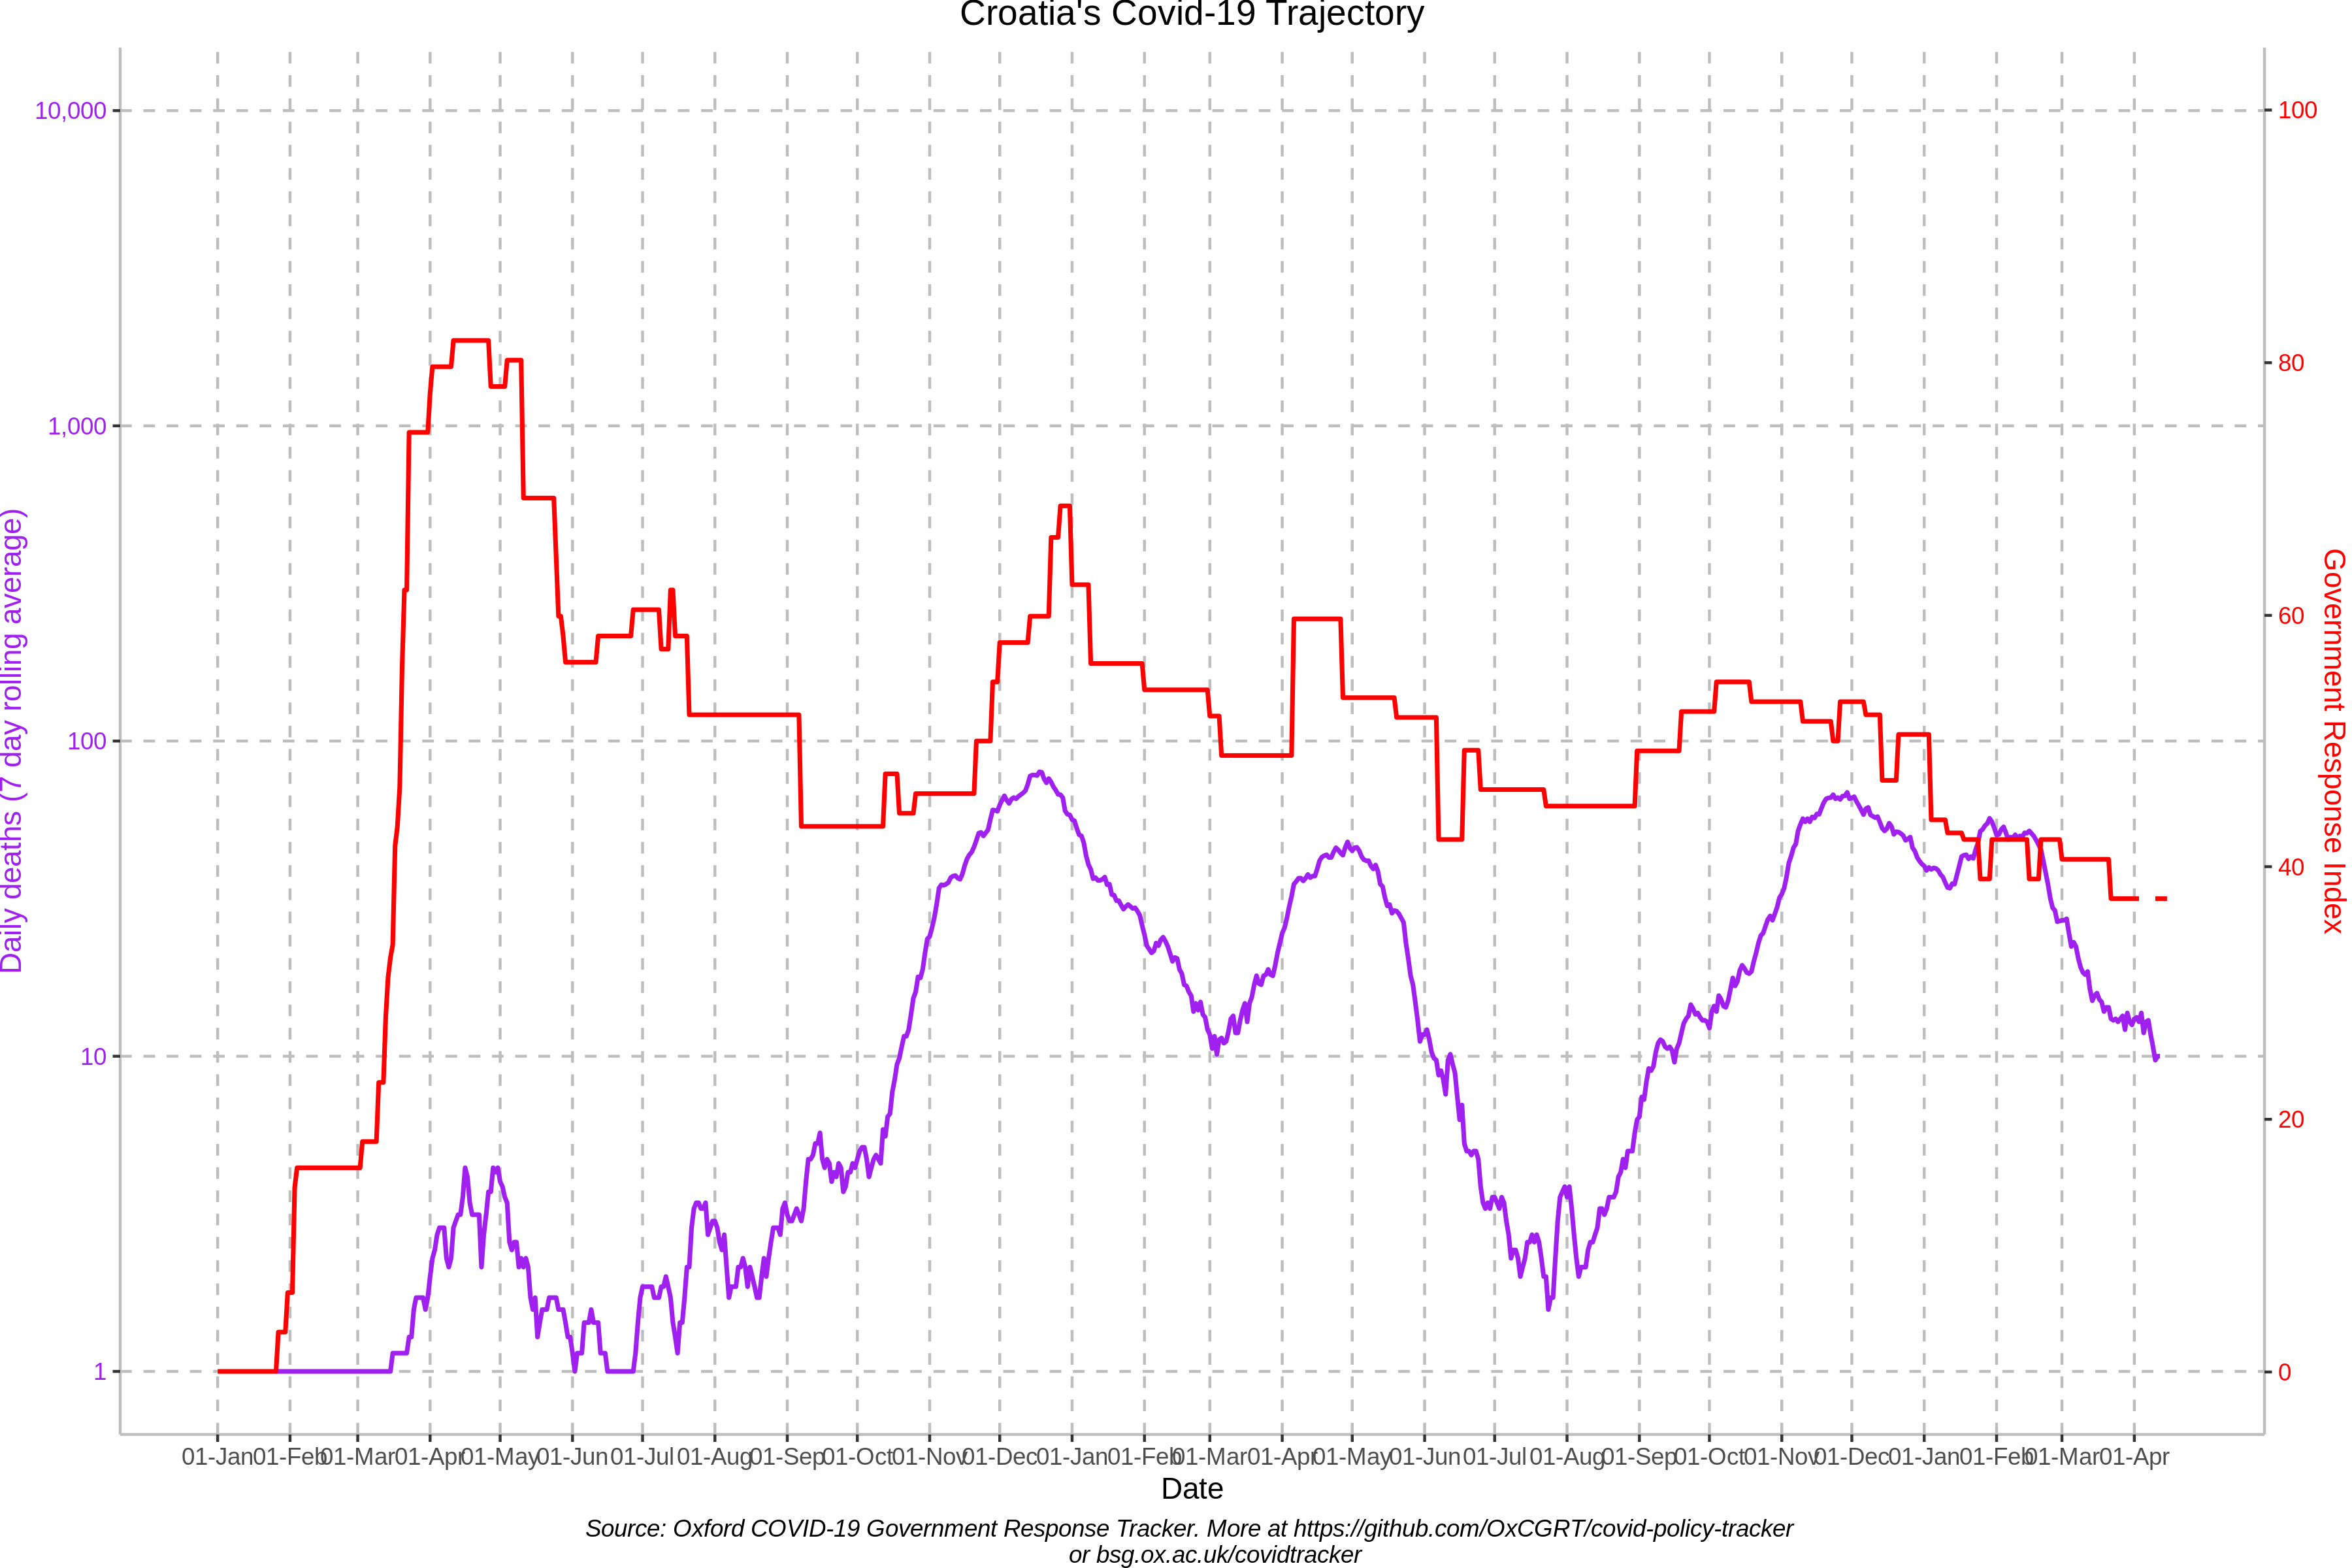 Croatia's Covid-19 Trajectory
10,000
1,000
100
10
1
Daily deaths (7 day rolling average)
100
80
60
40
20
0
Government Response Index
01-Jan 01-Feb 01-Mar 01-Apr 01-May 01-Jun 01-Jul 01-Aug 01-Sep 01-Oct 01-Nov 01-Dec 01-Jan 01-Feb 01-Mar 01-Apr 01-May 01-Jun 01-Jul 01-Aug 01-Sep 01-Oct 01-Nov 01-Dec 01-Jan 01-Feb 01-Mar 01-Apr
Date
Source: Oxford COVID-19 Government Response Tracker. More at https://github.com/OxCGRT/covid-policy-tracker
or bsg.ox.ac.uk/covidtracker